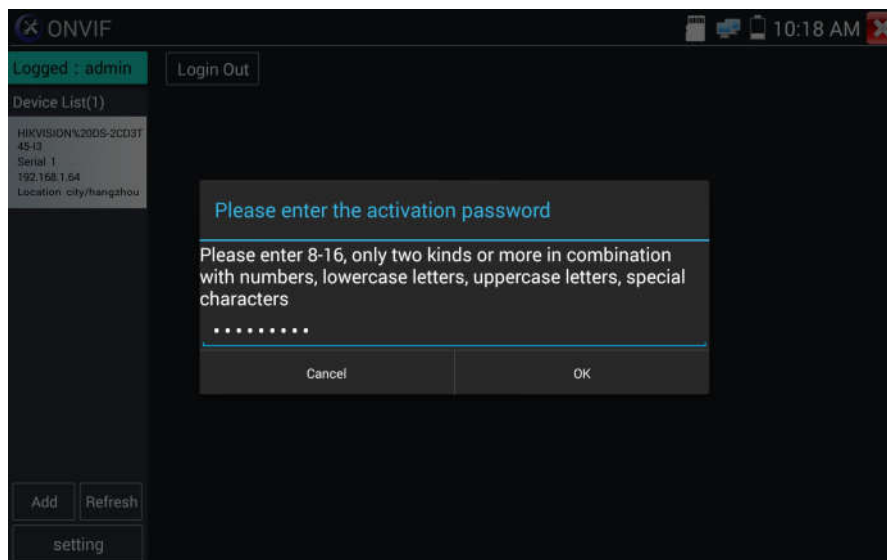 ONVIF
10:18 AM
Logged : admin
Login Out
Device List(1)
HIKVISION%20DS-2CD3T
45-I3
Serial 1
192.168.1.64
Location city/hangzhou
Please enter the activation password
Please enter 8-16, only two kinds or more in combination
with numbers, lowercase letters, uppercase letters, special
characters
•••••••••
Cancel
OK
Add
Refresh
setting